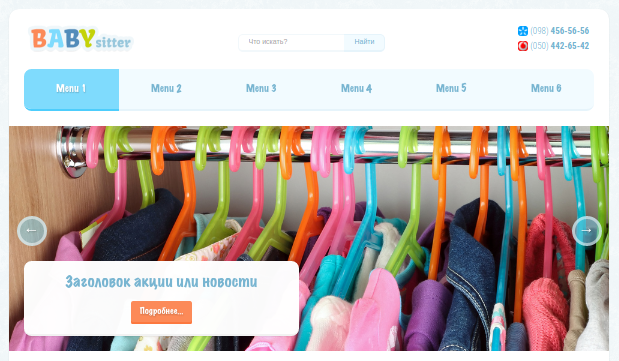 BABY sitter
Что искать?
Найти
(098) 456-56-56
(050) 442-65-42
Menu 1
Menu 2
Menu 3
Menu 4
Menu 5
Menu 6
Заголовок акции или новости
Подробнее...